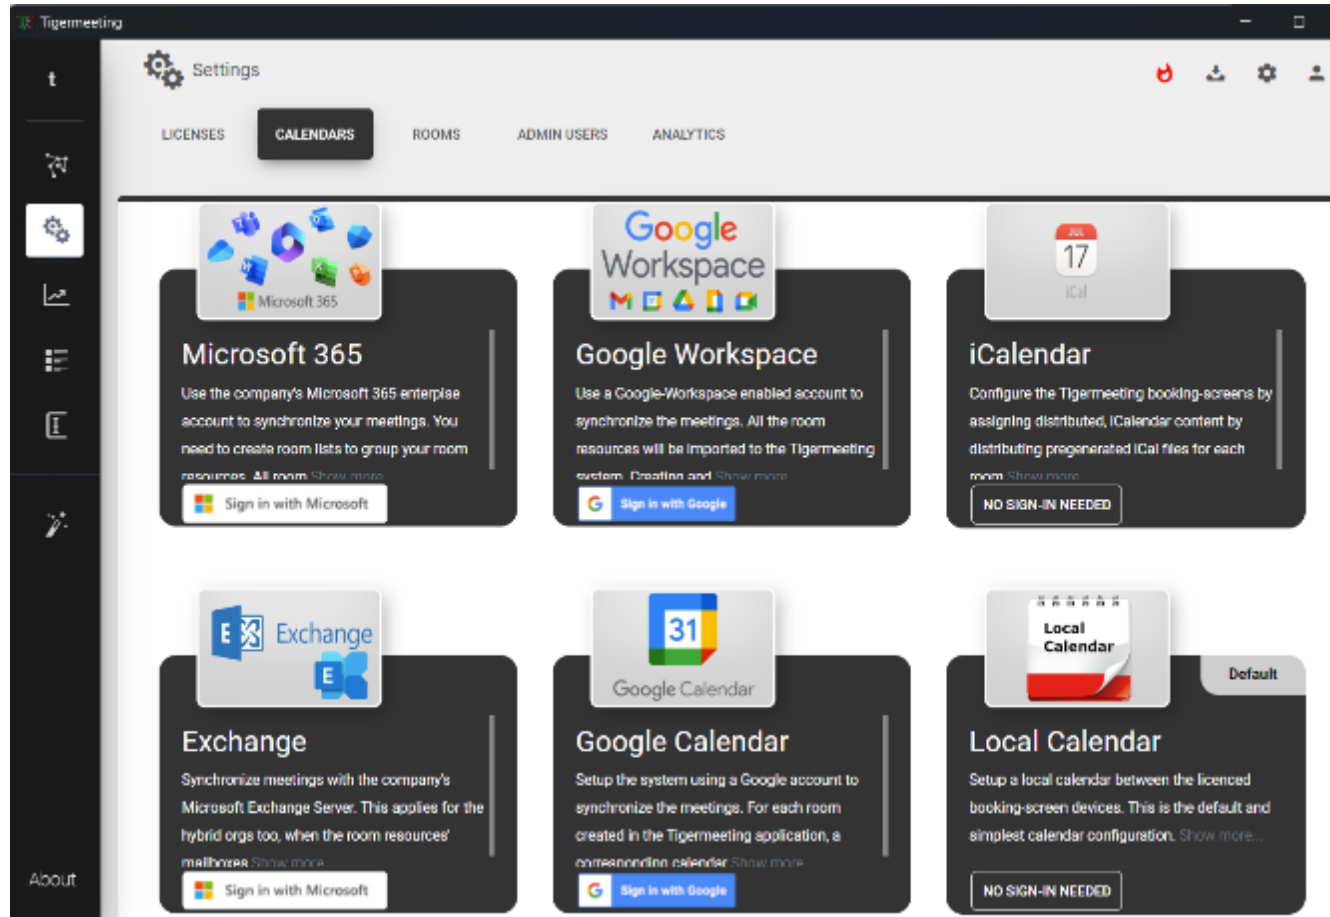 Tigermeeting
t
Settings
LICENSES
CALENDARS
ROOMS
ADMIN USERS
ANALYTICS
Microsoft 365
Google
Workspace
JUL
17
iCal
Microsoft 365
Use the company's Microsoft 365 enterpise
account to synchronize your meetings. You
need to create room lists to group your room
resources. All room Show more
Sign in with Microsoft
Google Workspace
Use a Google-Workspace enabled account to
synchronize the meetings. All the room
resources will be imported to the Tigermeeting
system. Creating and Show more
Sign in with Google
iCalendar
Configure the Tigermeeting booking-screens by
assigning distributed, iCalendar content by
distributing pregenerated iCal files for each
room Show more
NO SIGN-IN NEEDED
E Exchange
E
31
Google Calendar
Local
Calendar
Default
Exchange
Synchronize meetings with the company's
Microsoft Exchange Server. This applies for the
hybrid orgs too, when the room resources'
mailboxes Show more
Sign in with Microsoft
Google Calendar
Setup the system using a Google account to
synchronize the meetings. For each room
created in the Tigermeeting application, a
corresponding calendar Show more
Sign in with Google
Local Calendar
Setup a local calendar between the licenced
booking-screen devices. This is the default and
simplest calendar configuration. Show more...
NO SIGN-IN NEEDED
About